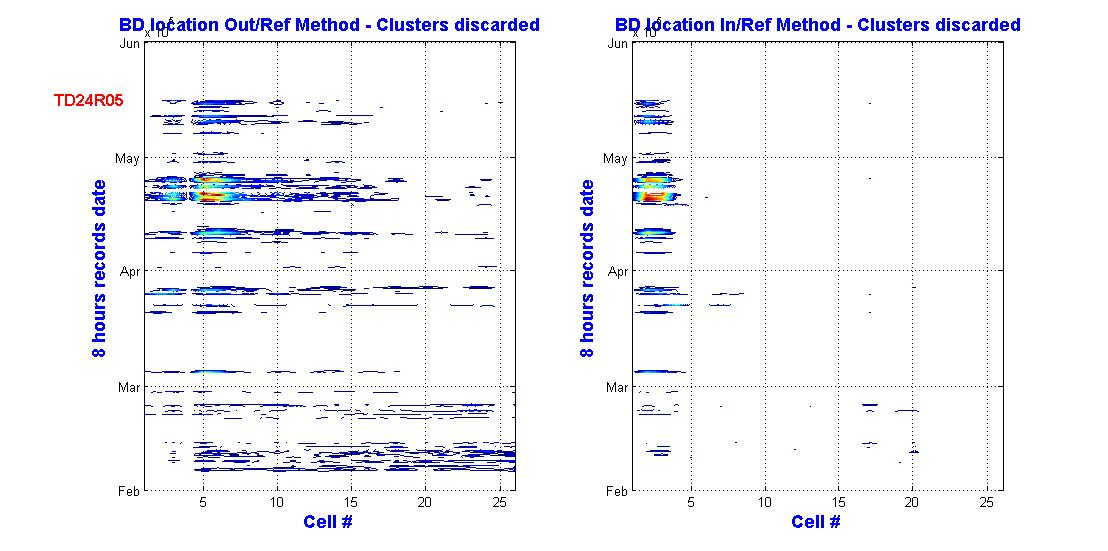 BD location Out/Ref Method - Clusters discarded
BD location In/Ref Method - Clusters discarded
TD24R05
8 hours records date
Jun
May
Apr
Mar
Feb
5 10 15 20 25
Cell #
8 hours records date
Jun
May
Apr
Mar
Feb
5 10 15 20 25
Cell #